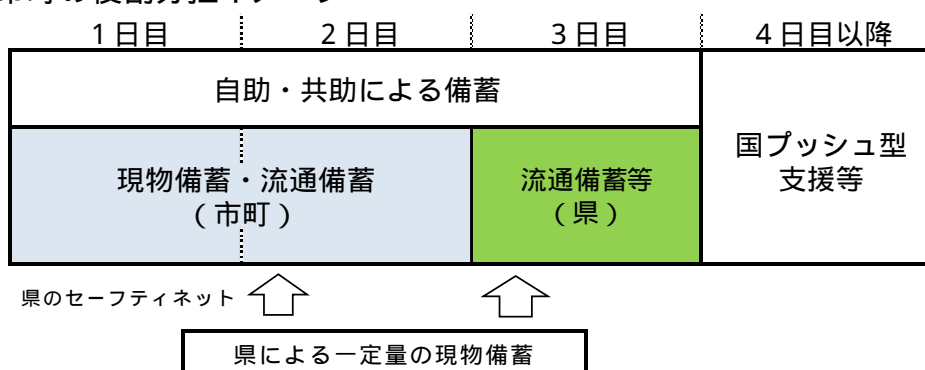 1日目 2日目 3日目 4日目以降
自助・共助による備蓄
現物備蓄・流通備蓄
(市町)
流通備蓄等
(県)
国プッシュ型
支援等
県のセーフティネット
県による一定量の現物備蓄